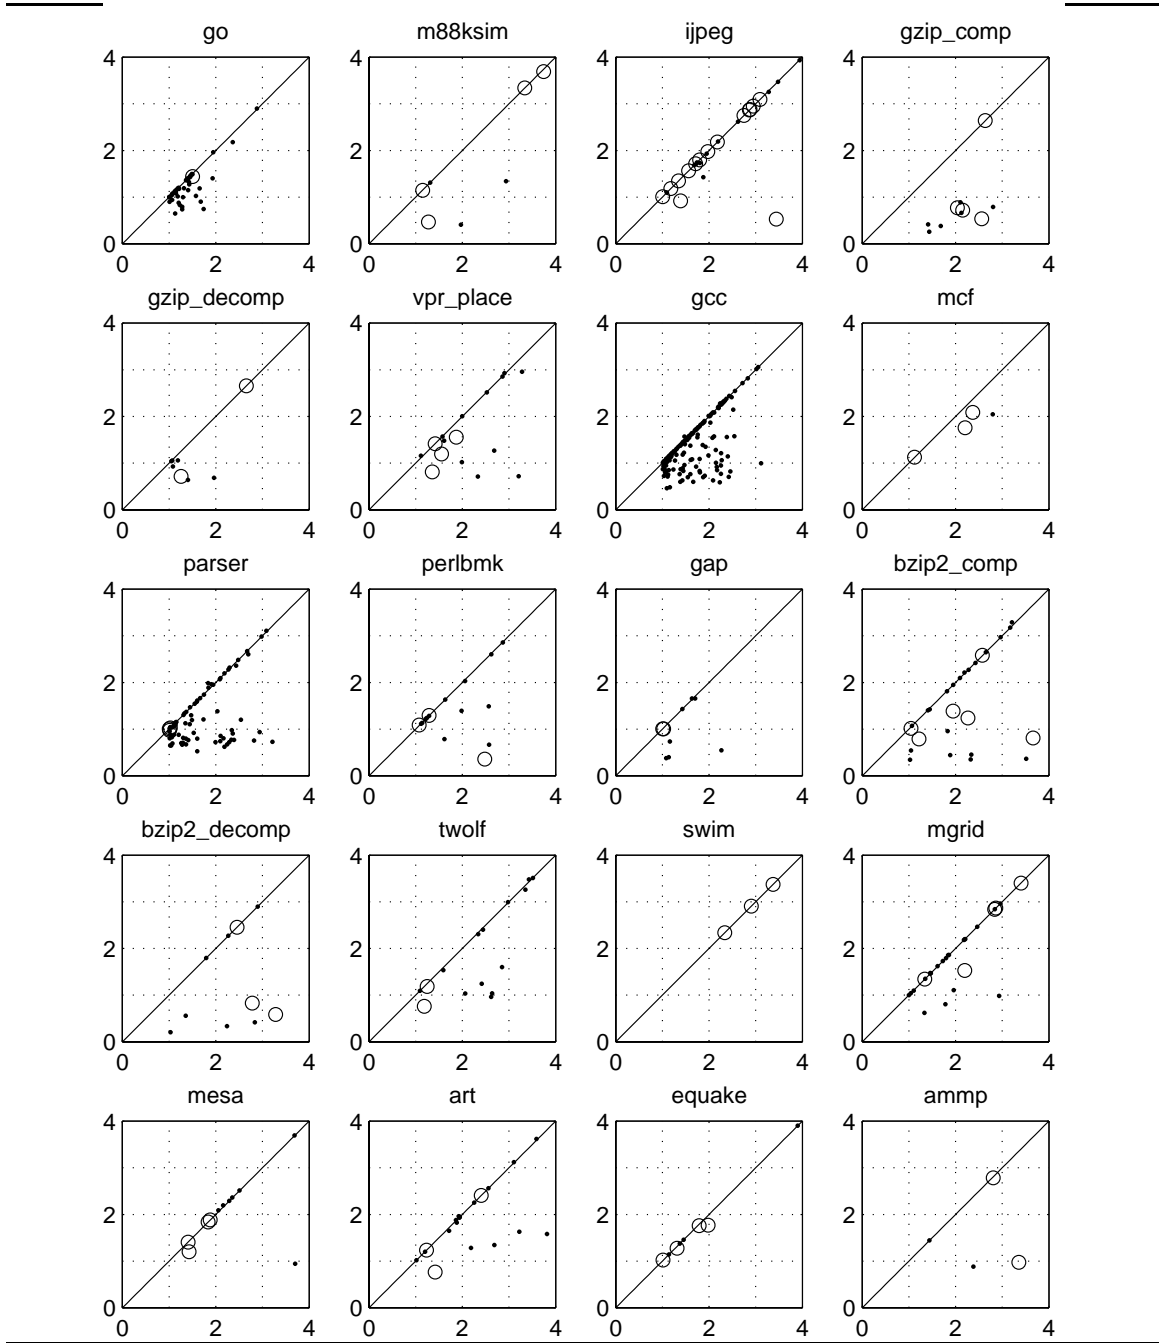 go m88ksim ijpeg gzip_comp
4 4 4 4
2 2 2 2
0 0 0 0
0 2 4 0 2 4 0 2 4 0 2 4
gzip_decomp vpr_place gcc mcf
4 4 4 4
2 2 2 2
0 0 0 0
0 2 4 0 2 4 0 2 4 0 2 4
parser perlbmk gap bzip2_comp
4 4 4 4
2 2 2 2
0 0 0 0
0 2 4 0 2 4 0 2 4 0 2 4
bzip2_decomp twolf swim mgrid
4 4 4 4
2 2 2 2
0 0 0 0
0 2 4 0 2 4 0 2 4 0 2 4
mesa art equake ammp
4 4 4 4
2 2 2 2
0 0 0 0
0 2 4 0 2 4 0 2 4 0 2 4